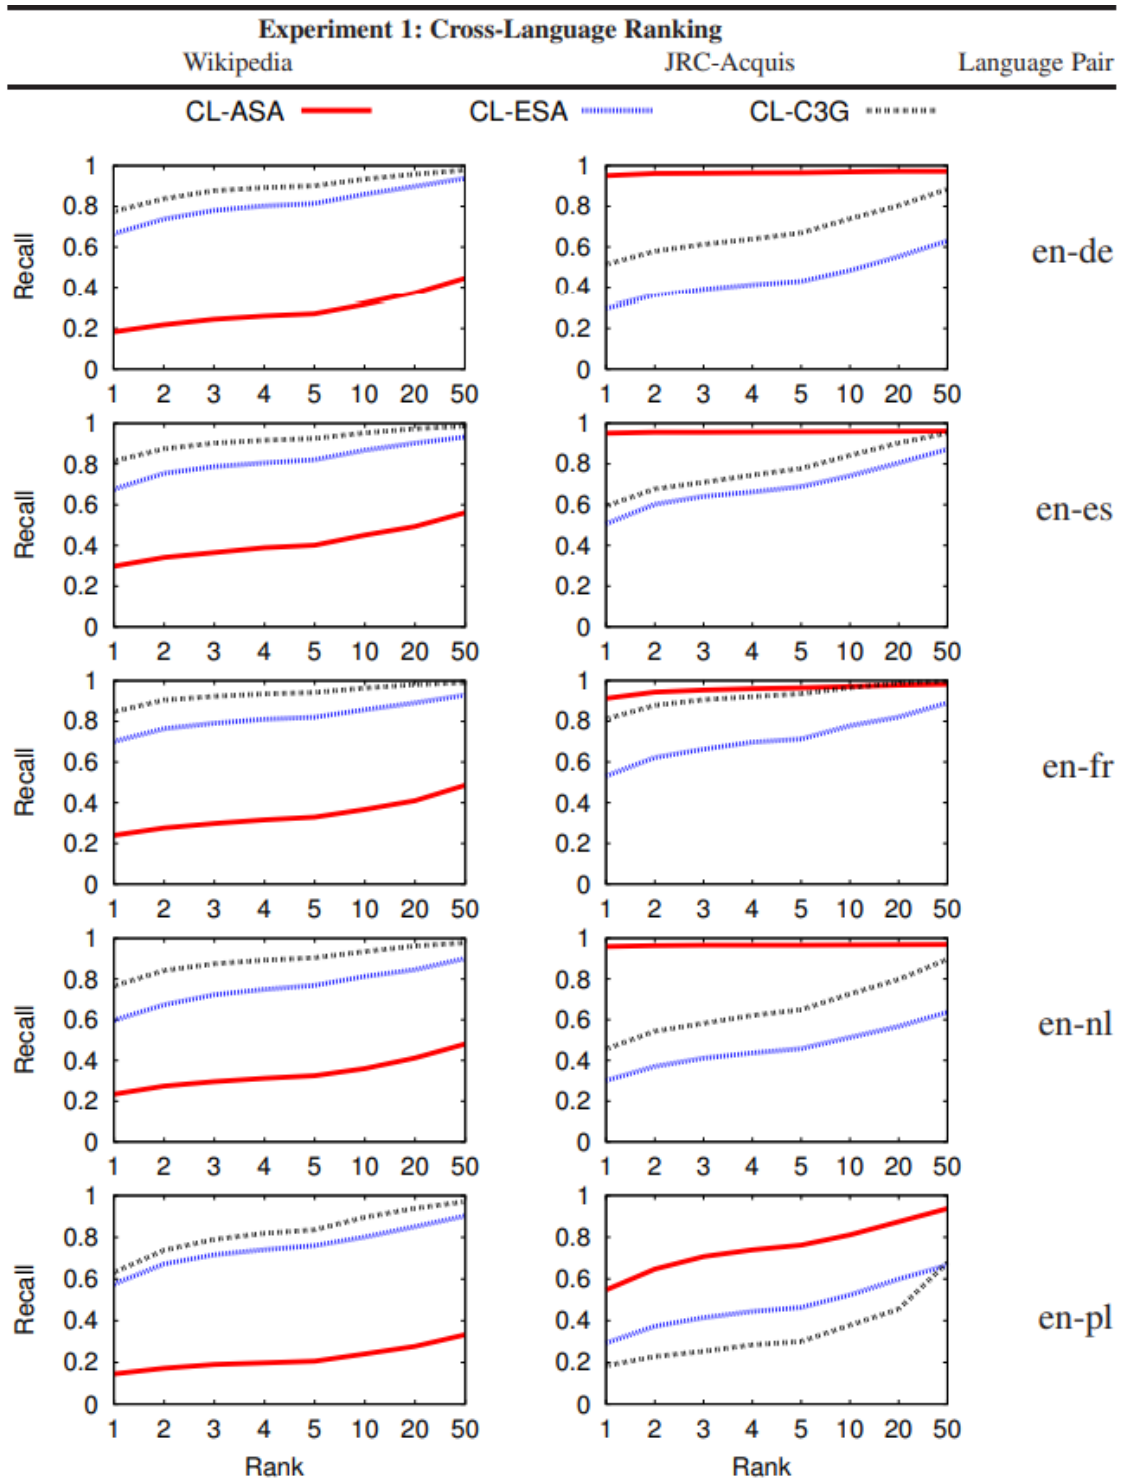 Experiment 1: Cross-Language Ranking
Wikipedia JRC-Acquis Language Pair
CL-ASA CL-ESA CL-C3G
1 1
0.8 0.8
0.6 0.6
Recall en-de
0.4 0.4
0.2 0.2
0 0
1 2 3 4 5 10 20 50 1 2 3 4 5 10 20 50
1 1
0.8 0.8
0.6 0.6
Recall en-es
0.4 0.4
0.2 0.2
0 0
1 2 3 4 5 10 20 50 1 2 3 4 5 10 20 50
1 1
0.8 0.8
0.6 0.6
Recall en-fr
0.4 0.4
0.2 0.2
0 0
1 2 3 4 5 10 20 50 1 2 3 4 5 10 20 50
1 1
0.8 0.8
0.6 0.6
Recall en-nl
0.4 0.4
0.2 0.2
0 0
1 2 3 4 5 10 20 50 1 2 3 4 5 10 20 50
1 1
0.8 0.8
0.6 0.6
Recall en-pl
0.4 0.4
0.2 0.2
0 0
1 2 3 4 5 10 20 50 1 2 3 4 5 10 20 50
Rank Rank